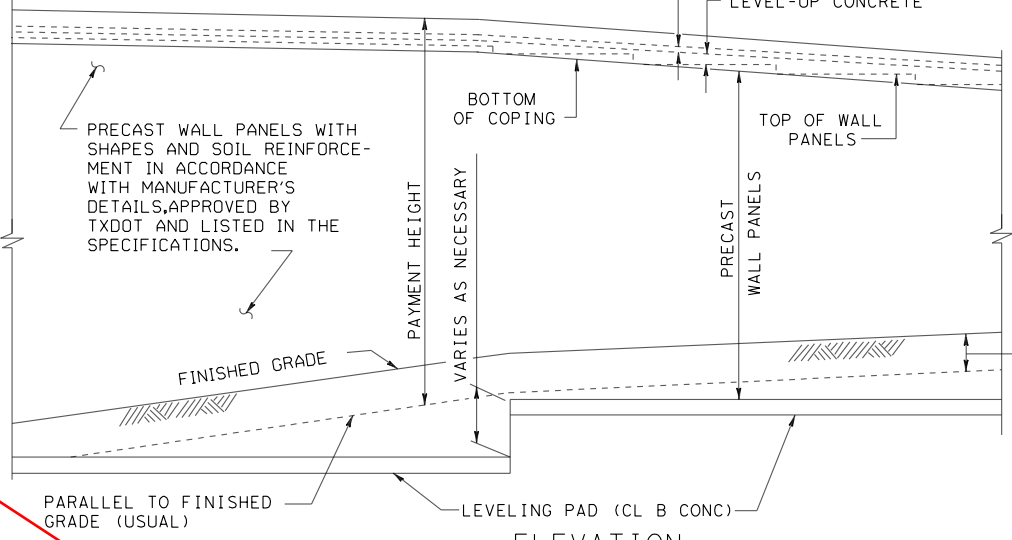 LEVEL-UP CONCRETE
BOTTOM
OF COPING
TOP OF WALL
PANELS
PRECAST WALL PANELS WITH
SHAPES AND SOIL REINFORCE-
MENT IN ACCORDANCE
WITH MANUFACTURER'S
DETAILS,APPROVED BY
TXDOT AND LISTED IN THE
SPECIFICATIONS.
PAYMENT HEIGHT
VARIES AS NECESSARY
PRECAST
WALL PANELS
FINISHED GRADE
PARALLEL TO FINISHED
GRADE (USUAL)
LEVELING PAD (CL B CONC)
ELEVATION